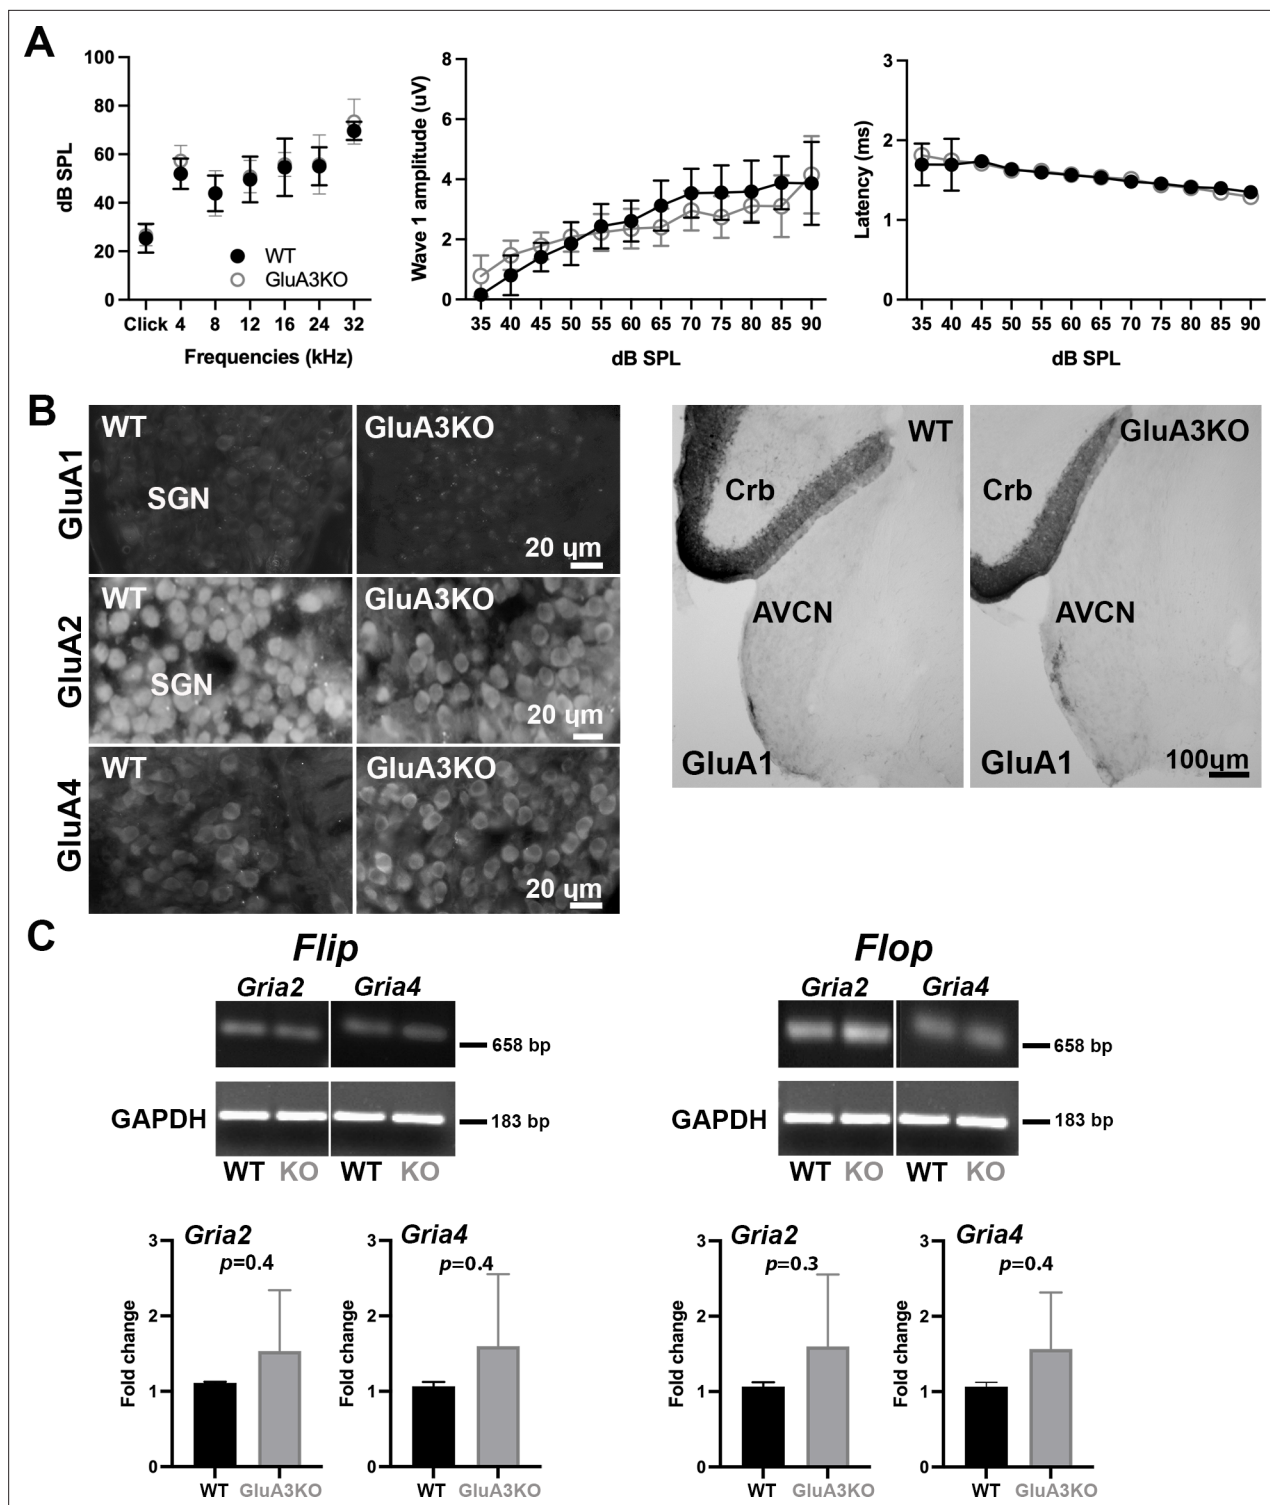 A
100
80
60
40
20
0
dB SPL
WT
GluA3KO
Click 4 8 12 16 24 32
Frequencies (kHz)
8
6
4
2
0
Wave 1 amplitude (uV)
35 40 45 50 55 60 65 70 75 80 85 90
dB SPL
3
2
1
0
Latency (ms)
35 40 45 50 55 60 65 70 75 80 85 90
dB SPL
B
GluA1
WT
SGN
GluA3KO
20 um
GluA2
WT
SGN
GluA3KO
20 um
GluA4
WT
GluA3KO
20 um
WT
Crb
AVCN
GluA1
GluA3KO
Crb
AVCN
GluA1
100um
C
Flip
Gria2 Gria4
658 bp
GAPDH
183 bp
WT KO WT KO
Flop
Gria2 Gria4
658 bp
GAPDH
183 bp
WT KO WT KO
Gria2
p=0.4
3
2
1
0
Fold change
WT GluA3KO
Gria4
p=0.4
3
2
1
0
Fold change
WT GluA3KO
Gria2
p=0.3
3
2
1
0
Fold change
WT GluA3KO
Gria4
p=0.4
3
2
1
0
Fold change
WT GluA3KO